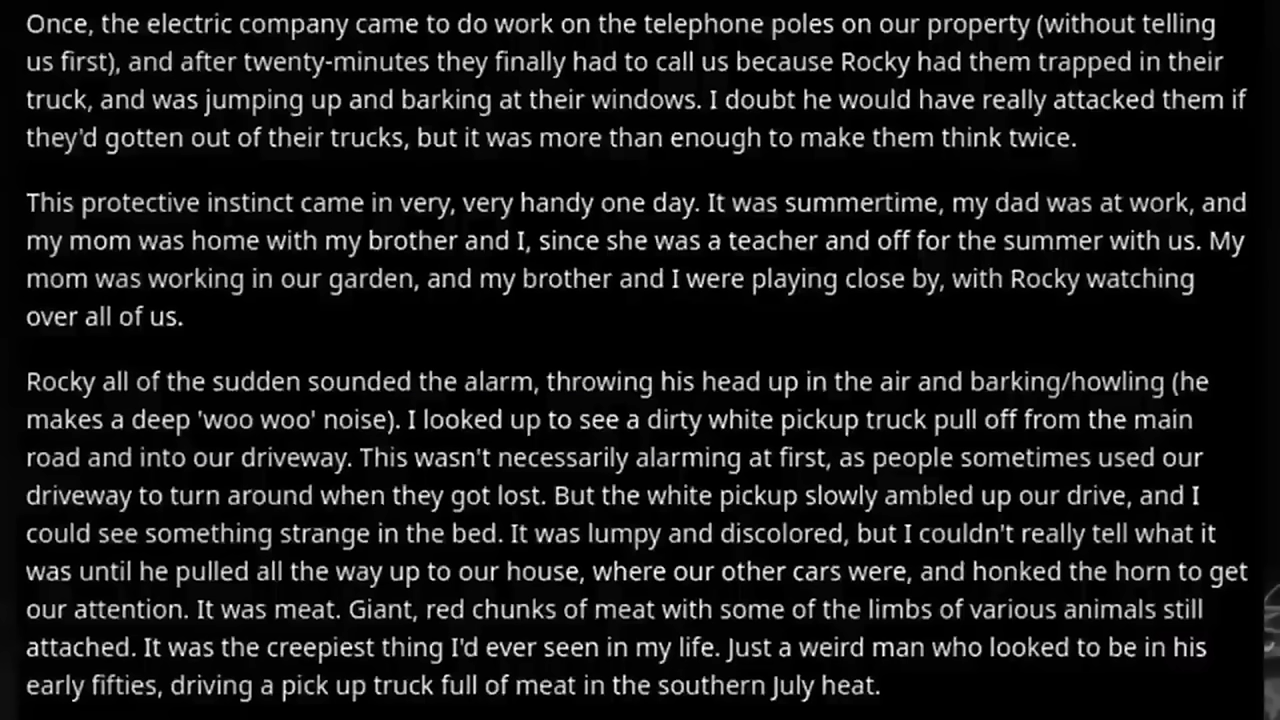 Once, the electric company came to do work on the telephone poles on our property (without telling
us first), and after twenty-minutes they finally had to call us because Rocky had them trapped in their
truck, and was jumping up and barking at their windows. I doubt he would have really attacked them if
they'd gotten out of their trucks, but it was more than enough to make them think twice.
This protective instinct came in very, very handy one day. It was summertime, my dad was at work, and
my mom was home with my brother and I, since she was a teacher and off for the summer with us. My
mom was working in our garden, and my brother and I were playing close by, with Rocky watching
over all of us.
Rocky all of the sudden sounded the alarm, throwing his head up in the air and barking/howling (he
makes a deep 'woo woo' noise). I looked up to see a dirty white pickup truck pull off from the main
road and into our driveway. This wasn't necessarily alarming at first, as people sometimes used our
driveway to turn around when they got lost. But the white pickup slowly ambled up our drive, and I
could see something strange in the bed. It was lumpy and discolored, but I couldn't really tell what it
was until he pulled all the way up to our house, where our other cars were, and honked the horn to get
our attention. It was meat. Giant, red chunks of meat with some of the limbs of various animals still
attached. It was the creepiest thing I'd ever seen in my life. Just a weird man who looked to be in his
early fifties, driving a pick up truck full of meat in the southern July heat.